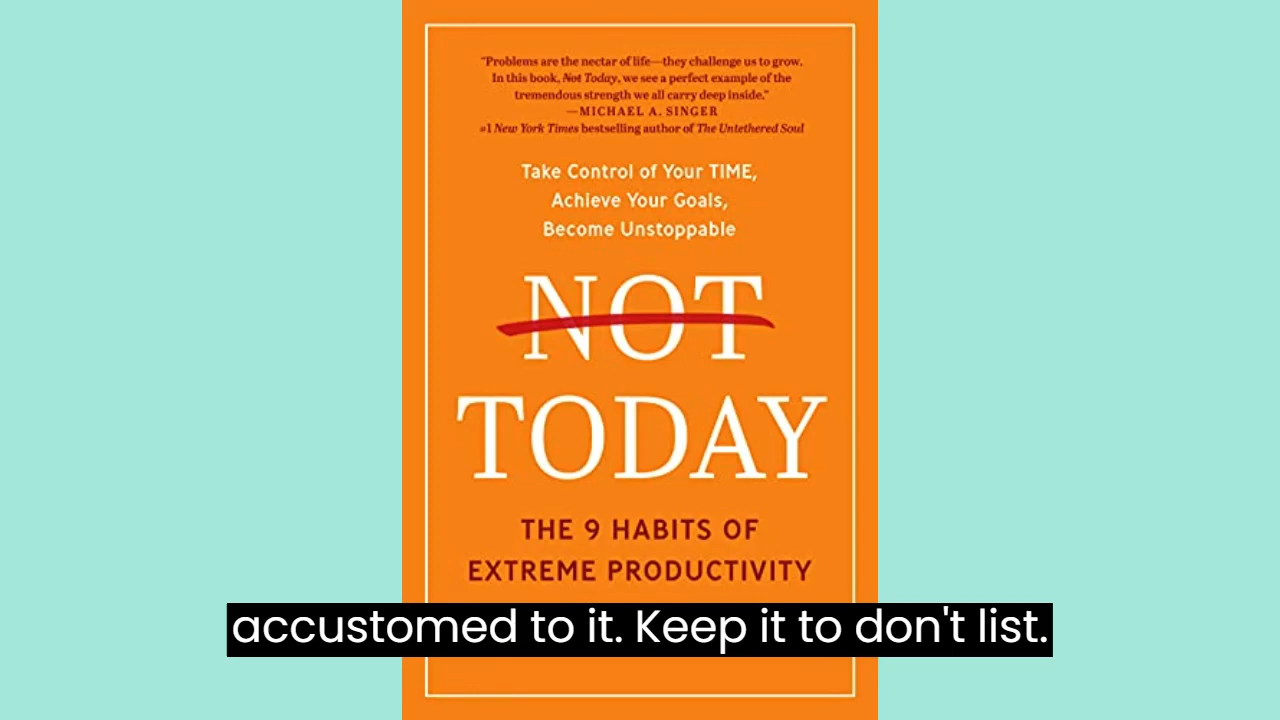 "Problems are the nectar of life—they challenge us to grow.
In this book, Not Today, we see a perfect example of the
tremendous strength we all carry deep inside."
—MICHAEL A. SINGER
#1 New York Times bestselling author of The Untethered Soul
Take Control of Your TIME,
Achieve Your Goals,
Become Unstoppable
NOT
TODAY
THE 9 HABITS OF
EXTREME PRODUCTIVITY
accustomed to it. Keep it to don't list.